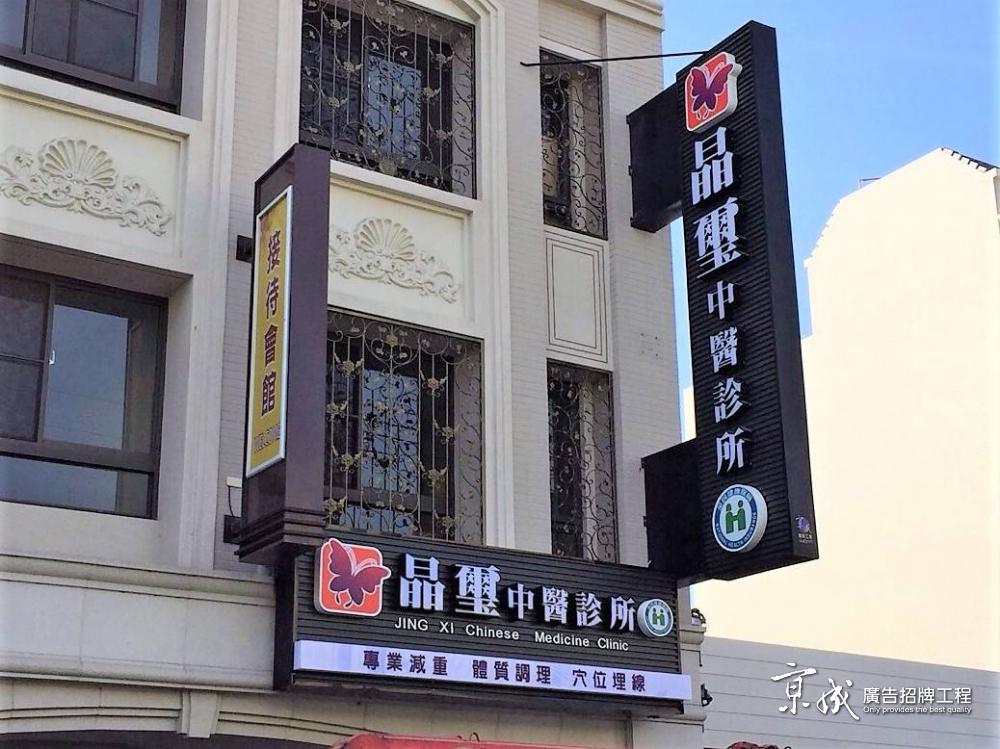 接待會館
晶璽中醫診所
晶璽中醫診所
JING XI Chinese Medicine Clinic
專業減重 體質調理 穴位埋線
京成 廣告招牌工程
Only provides the best quality